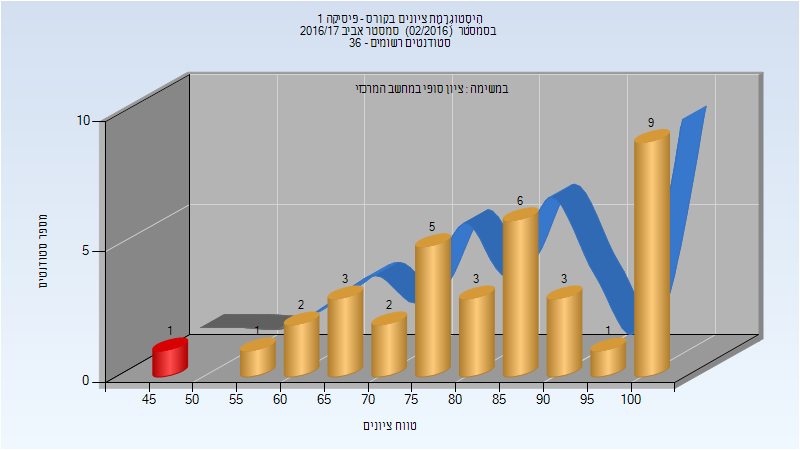 היסטוגרמת ציונים בקורס - פיסיקה 1
בסמסטר (02/2016) סמסטר אביב 2016/17
סטודנטים רשומים - 36
במשימה : ציון סופי במחשב המרכזי
מספר סטודנטים
10
5
0
1
1
2
3
2
5
3
6
3
1
9
45 50 55 60 65 70 75 80 85 90 95 100
טווח ציונים